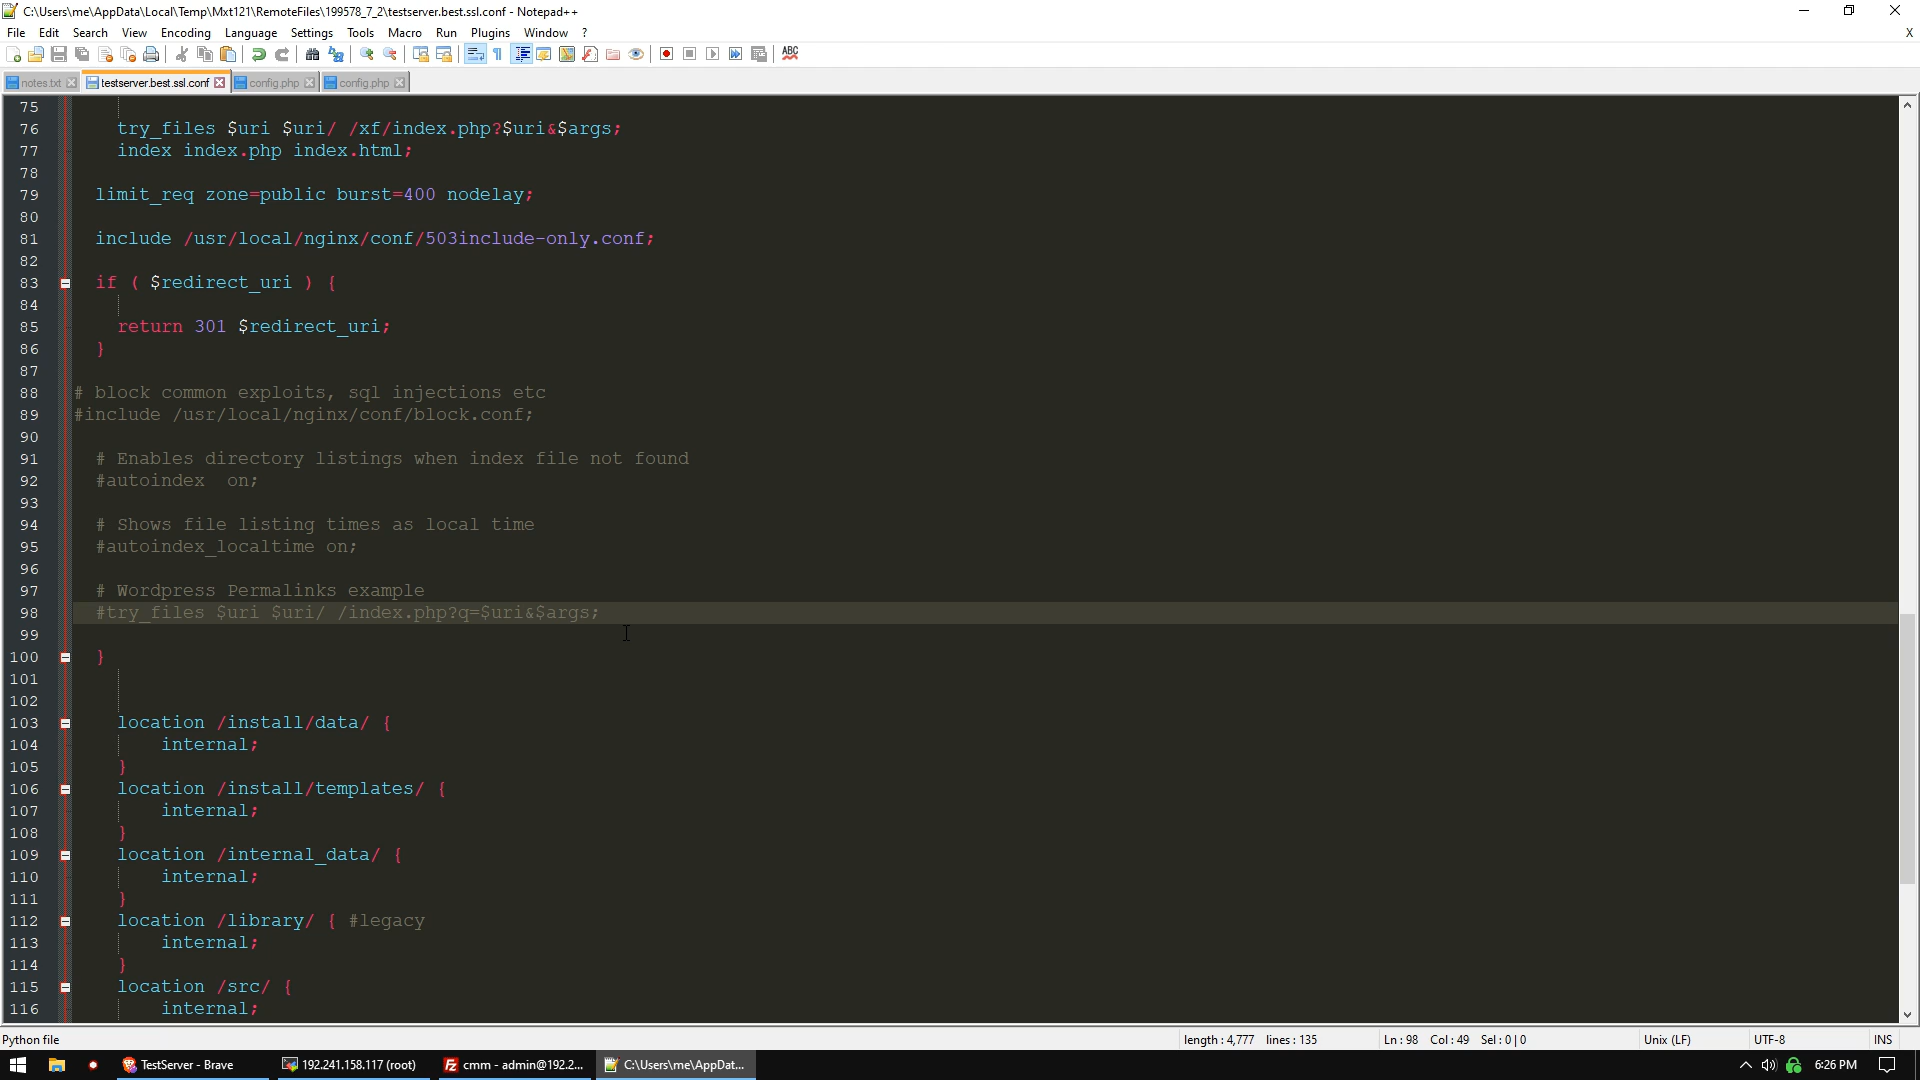 C:\Users\me\AppData\Local\Temp\Mxt121\RemoteFiles\199578_7_2\testserver.best.ssl.conf - Notepad++
File Edit Search View Encoding Language Settings Tools Macro Run Plugins Window ? X
ABC
notes.txt testserver.best.ssl.conf config.php config.php
75
76 try_files $uri $uri/ /xf/index.php?$uri&$args;
77 index index.php index.html;
78
79 limit_req zone=public burst=400 nodelay;
80
81 include /usr/local/nginx/conf/503include-only.conf;
82
83 if ( $redirect_uri ) {
84
85 return 301 $redirect_uri;
86 }
87
88 # block common exploits, sql injections etc
89 #include /usr/local/nginx/conf/block.conf;
90
91 # Enables directory listings when index file not found
92 #autoindex  on;
93
94 # Shows file listing times as local time
95 #autoindex_localtime on;
96
97 # Wordpress Permalinks example
98 #try_files $uri $uri/ /index.php?q=$uri&$args;
99
100 }
101
102
103 location /install/data/ {
104 internal;
105 }
106 location /install/templates/ {
107 internal;
108 }
109 location /internal_data/ {
110 internal;
111 }
112 location /library/ { #legacy
113 internal;
114 }
115 location /src/ {
116 internal;
Python file length : 4,777 lines : 135 Ln : 98 Col : 49 Sel : 0 | 0 Unix (LF) UTF-8 INS
TestServer - Brave 192.241.158.117 (root) cmm - admin@192.2... C:\Users\me\AppDat... 6:26 PM